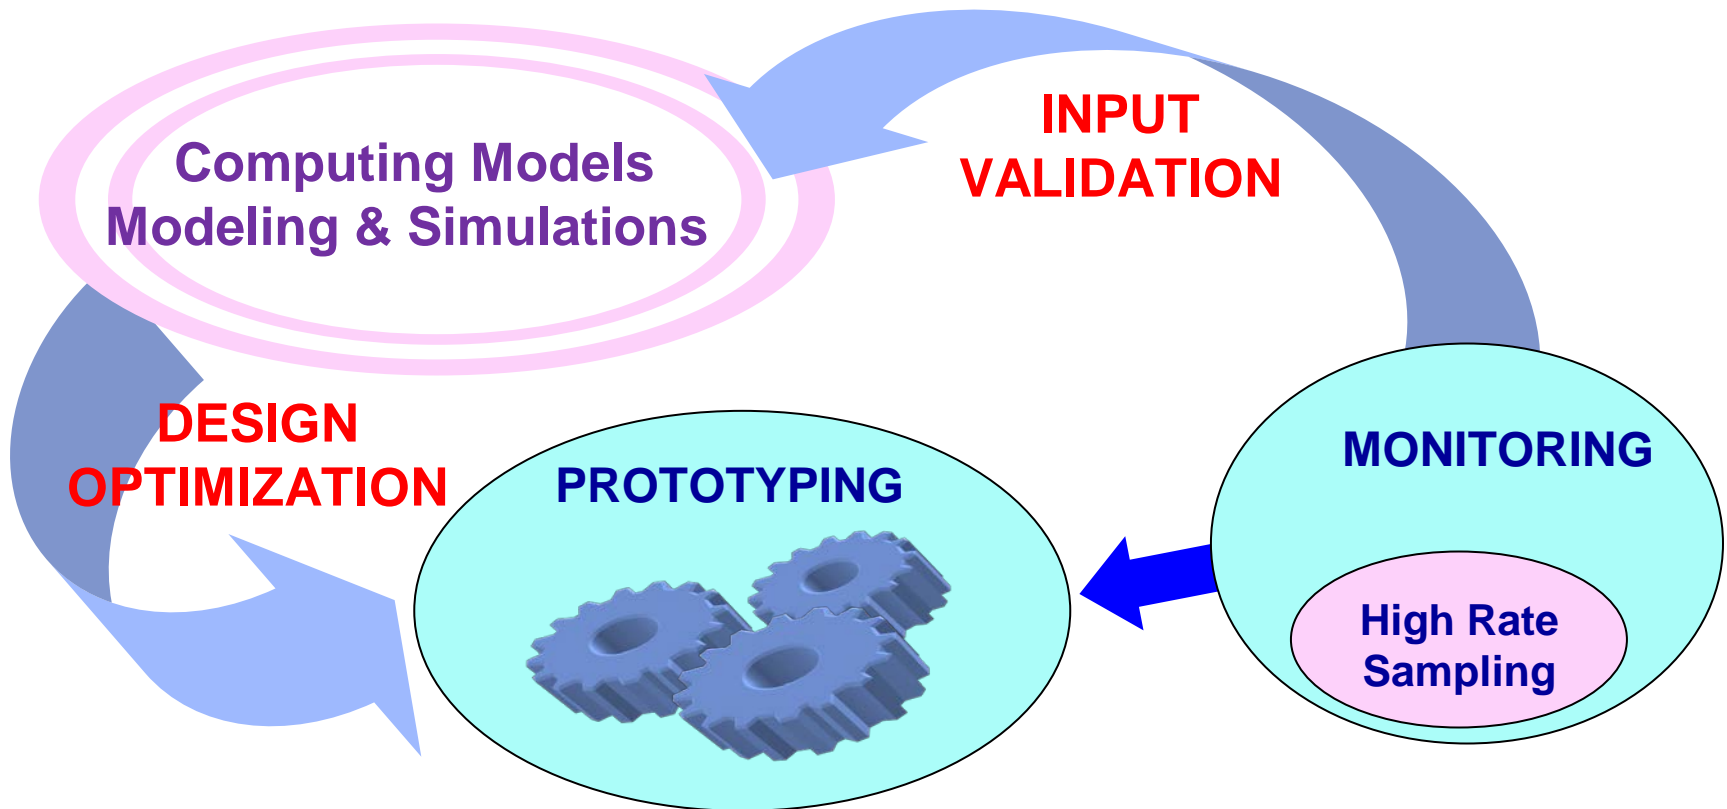 Computing Models
Modeling & Simulations
INPUT
VALIDATION
DESIGN
OPTIMIZATION
PROTOTYPING
MONITORING
High Rate
Sampling